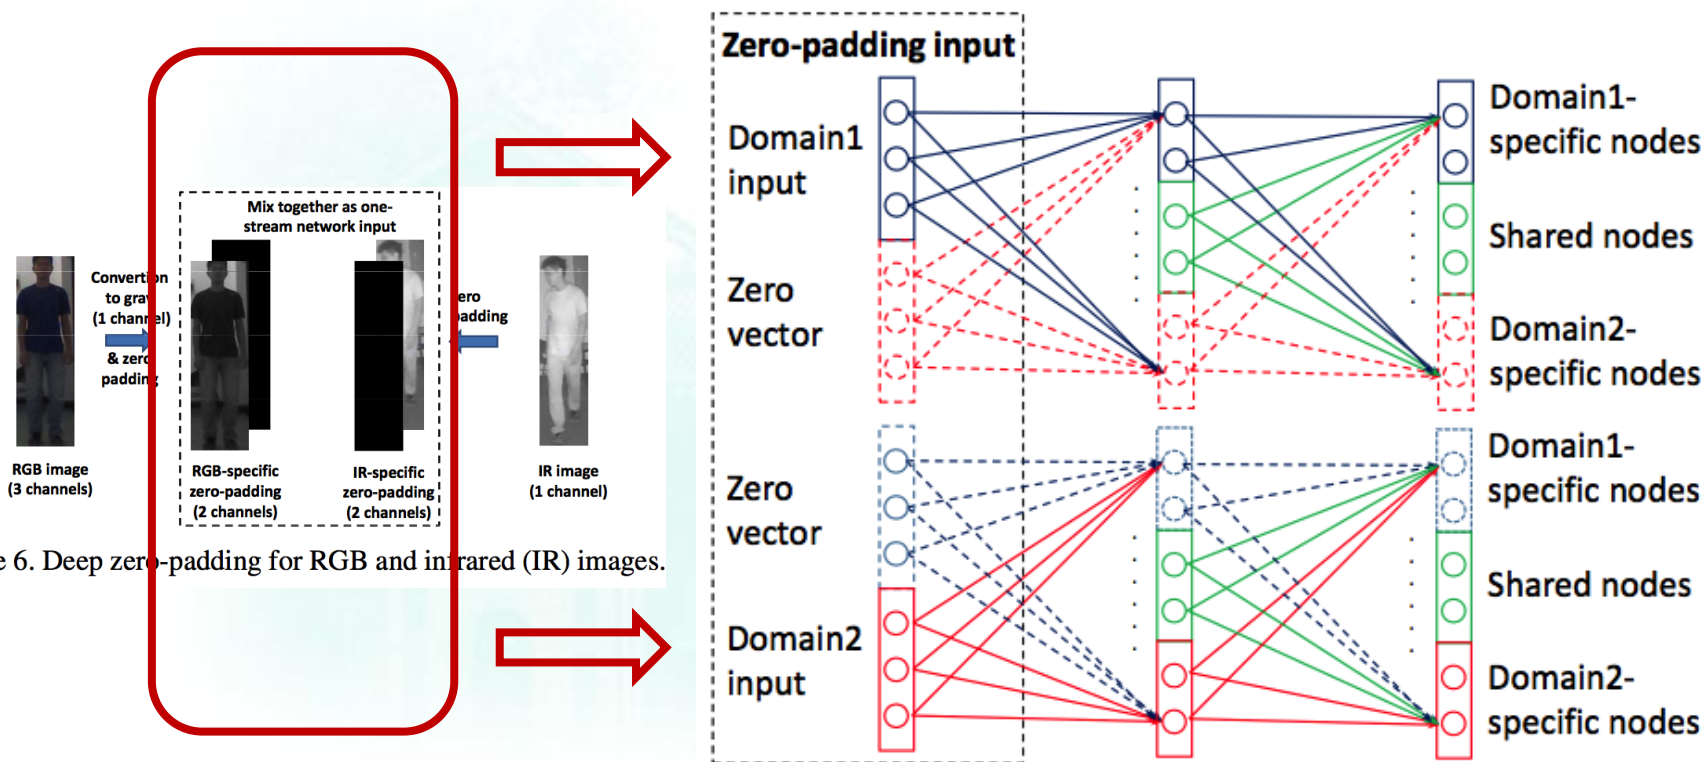 Mix together as one-
stream network input
Convertion
to gray
(1 channel)
& zero
padding
RGB image
(3 channels)
RGB-specific
zero-padding
(2 channels)
IR-specific
zero-padding
(2 channels)
ero
padding
IR image
(1 channel)
e 6. Deep zero-padding for RGB and infrared (IR) images.
Zero-padding input
Domain1
input
Zero
vector
Domain1-
specific nodes
Shared nodes
Domain2-
specific nodes
Zero
vector
Domain2
input
Domain1-
specific nodes
Shared nodes
Domain2-
specific nodes